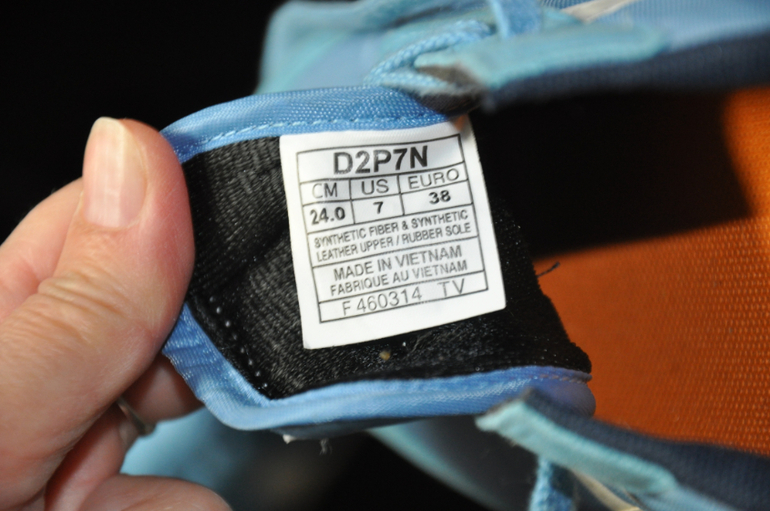 D2P7N
CM US EURO
24.0 7 38
SYNTHETIC FIBER & SYNTHETIC
LEATHER UPPER / RUBBER SOLE
MADE IN VIETNAM
FABRIQUE AU VIETNAM
F 460314 TV